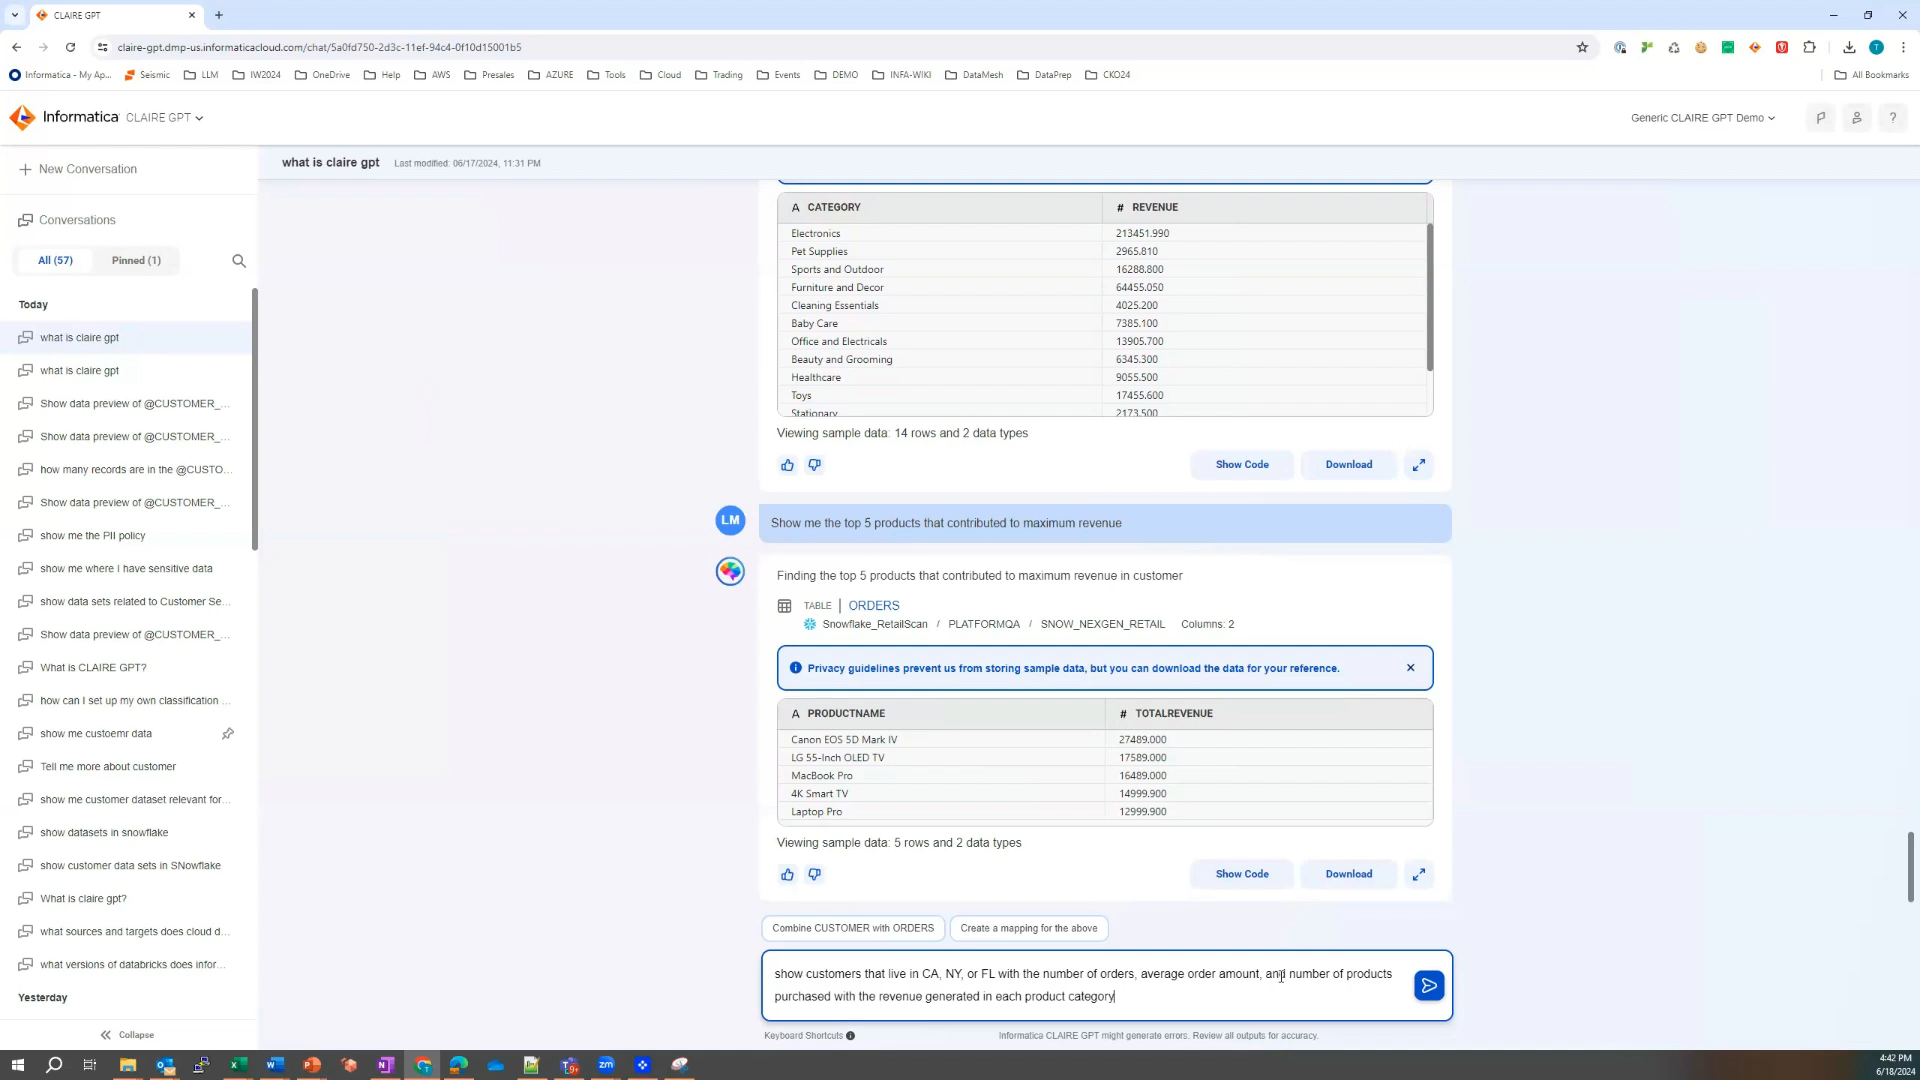 CLAIRE GPT
claire-gpt.dmp-us.informaticacloud.com/chat/5a0fd750-2d3c-11ef-94c4-0f10d15001b5
Informatica - My Ap...
Seismic
LLM
IW2024
OneDrive
Help
AWS
Presales
AZURE
Tools
Cloud
Trading
Events
DEMO
INFA-WIKI
DataMesh
DataPrep
CKO24
All Bookmarks
Informatica CLAIRE GPT
Generic CLAIRE GPT Demo
New Conversation
Conversations
All (57)
Pinned (1)
Today
what is claire gpt
what is claire gpt
Show data preview of @CUSTOMER_...
Show data preview of @CUSTOMER_...
how many records are in the @CUSTO...
Show data preview of @CUSTOMER_...
show me the PII policy
show me where I have sensitive data
show data sets related to Customer Se...
Show data preview of @CUSTOMER_...
What is CLAIRE GPT?
how can I set up my own classification ...
show me custoemr data
Tell me more about customer
show me customer dataset relevant for...
show datasets in snowflake
show customer data sets in SNowflake
What is claire gpt?
what sources and targets does cloud d...
what versions of databricks does infor...
Yesterday
Collapse
what is claire gpt Last modified: 06/17/2024, 11:31 PM
A CATEGORY # REVENUE
Electronics 213451.990
Pet Supplies 2965.810
Sports and Outdoor 16288.800
Furniture and Decor 64455.050
Cleaning Essentials 4025.200
Baby Care 7385.100
Office and Electricals 13905.700
Beauty and Grooming 6345.300
Healthcare 9055.500
Toys 17455.600
Stationary 2173.500
Viewing sample data: 14 rows and 2 data types
Show Code
Download
LM
Show me the top 5 products that contributed to maximum revenue
Finding the top 5 products that contributed to maximum revenue in customer
TABLE | ORDERS
Snowflake_RetailScan / PLATFORMQA / SNOW_NEXGEN_RETAIL Columns: 2
Privacy guidelines prevent us from storing sample data, but you can download the data for your reference.
A PRODUCTNAME # TOTALREVENUE
Canon EOS 5D Mark IV 27489.000
LG 55-Inch OLED TV 17589.000
MacBook Pro 16489.000
4K Smart TV 14999.900
Laptop Pro 12999.900
Viewing sample data: 5 rows and 2 data types
Show Code
Download
Combine CUSTOMER with ORDERS
Create a mapping for the above
show customers that live in CA, NY, or FL with the number of orders, average order amount, and number of products
purchased with the revenue generated in each product category
Keyboard Shortcuts
Informatica CLAIRE GPT might generate errors. Review all outputs for accuracy.
4:42 PM
6/18/2024